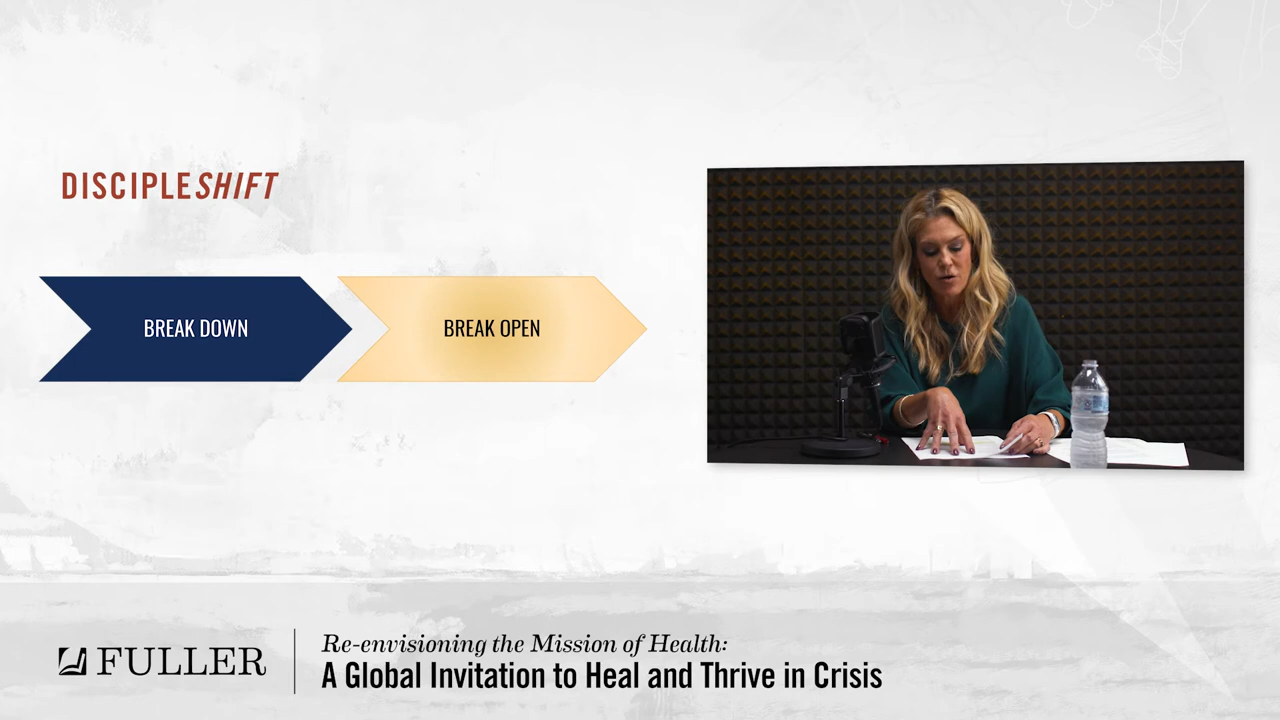 DISCIPLESHIFT
BREAK DOWN
BREAK OPEN
FULLER
Re-envisioning the Mission of Health:
A Global Invitation to Heal and Thrive in Crisis